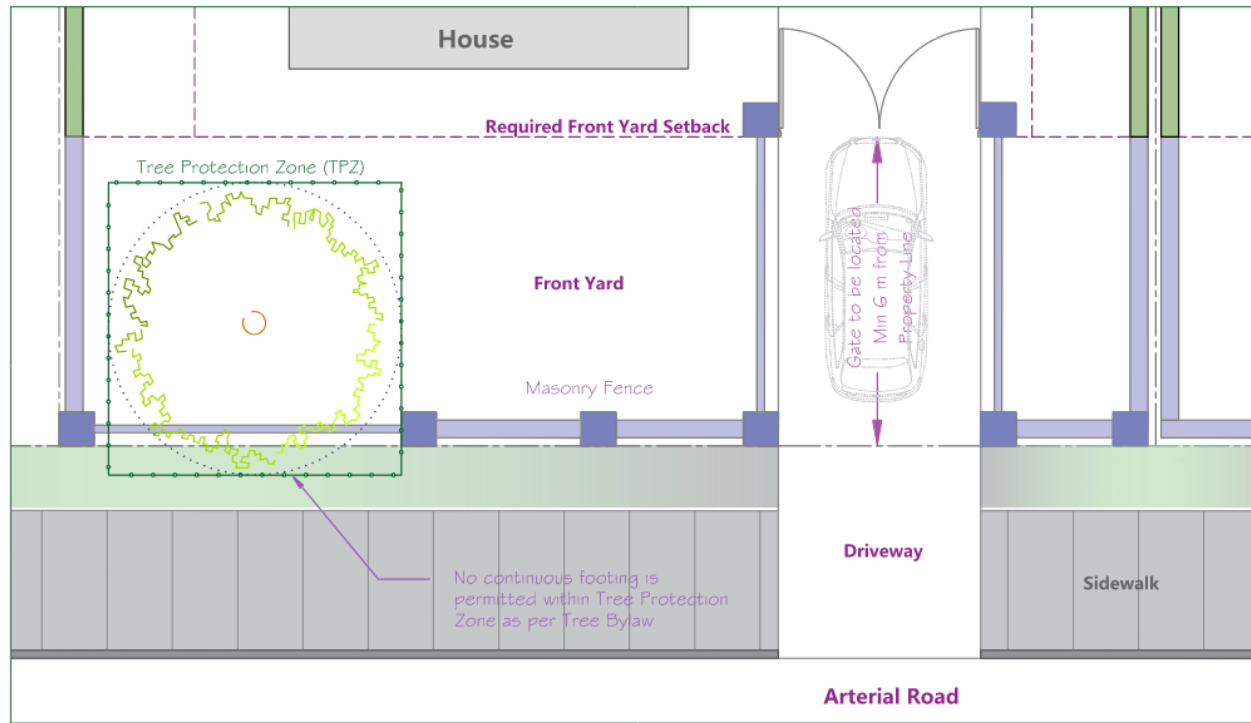 House
Required Front Yard Setback
Tree Protection Zone (TPZ)
Gate to be located
Min 6 m from
Property Line
Front Yard
Masonry Fence
Driveway
No continuous footing is
permitted within Tree Protection
Zone as per Tree Bylaw
Sidewalk
Arterial Road